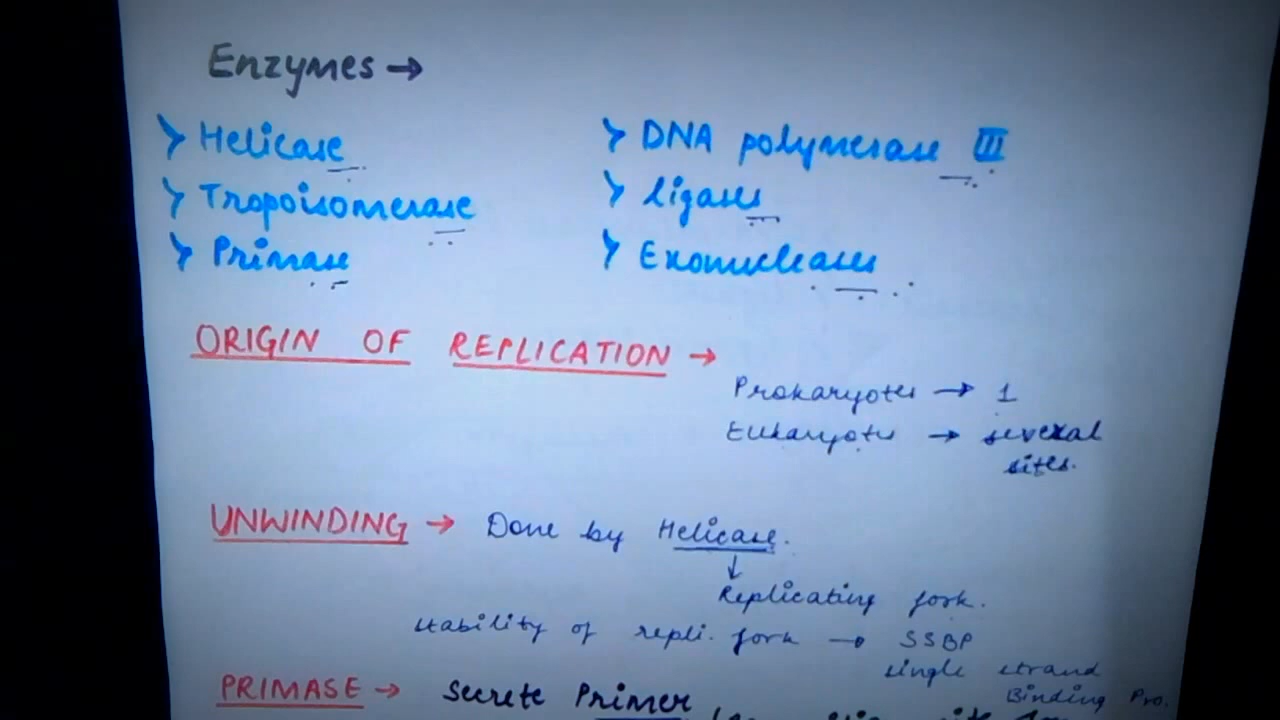 Enzymes →
> Helicase
> Tropoisomerase
> Primase
> DNA polymerase III
> ligases
> Exonucleases
ORIGIN OF REPLICATION →
Prokaryotes → 1
Eukaryotes → several
sites.
UNWINDING → Done by Helicase.
↓
Replicating fork.
stability of repli. fork → SSBP
single strand
Binding Pro.
PRIMASE → Secrete Primer